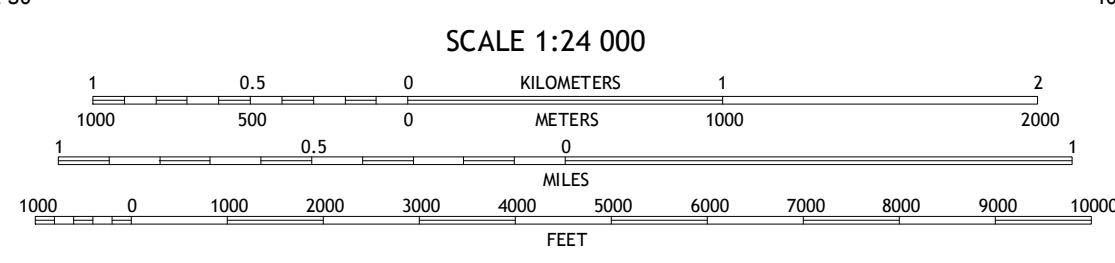 SCALE 1:24 000
1 0.5 0 KILOMETERS 1 2
1000 500 0 METERS 1000 2000
1 0.5 0 1
MILES
1000 0 1000 2000 3000 4000 5000 6000 7000 8000 9000 10000
FEET